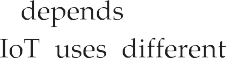 depends
IoT uses different